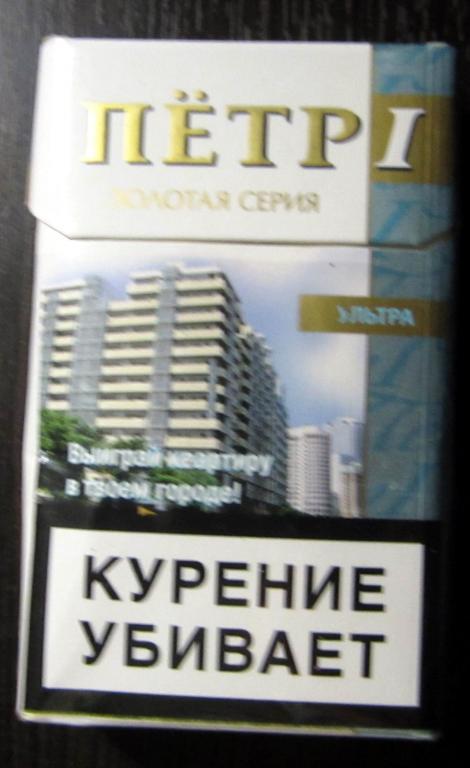 ПЁТР I
ЗОЛОТАЯ СЕРИЯ
УЛЬТРА
Выиграй квартиру
в твоем городе!
КУРЕНИЕ
УБИВАЕТ